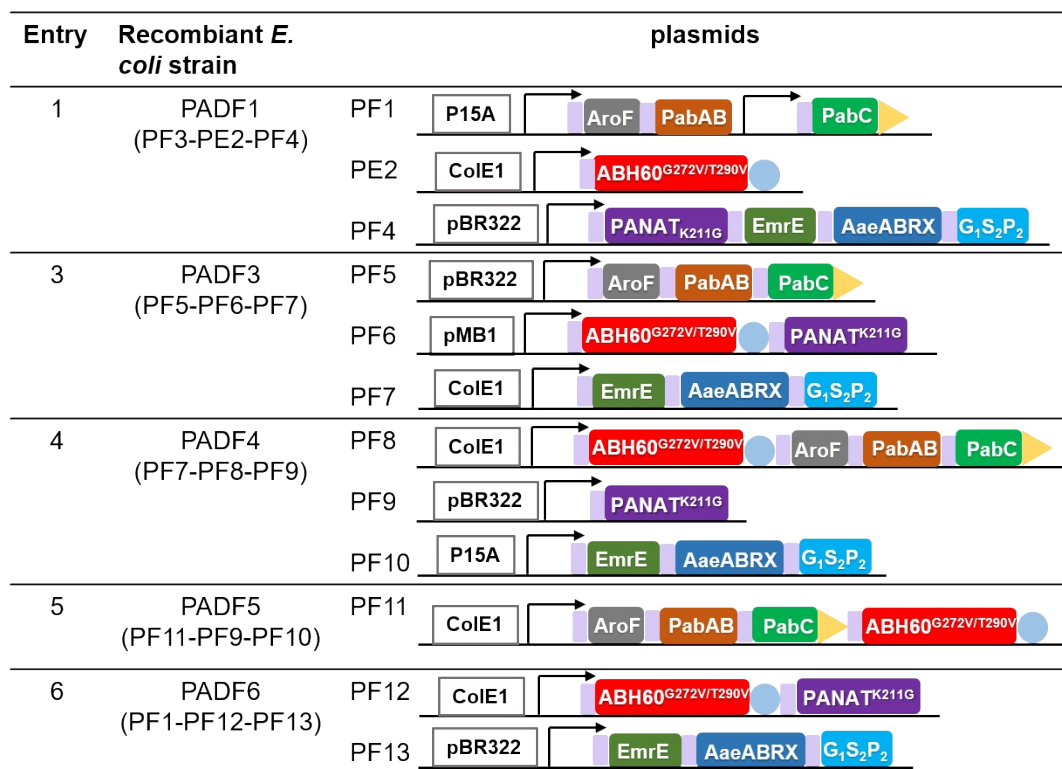 Entry Recombiant E. coli strain plasmids
1 PADF1 (PF3-PE2-PF4)
PF1 P15A AroF PabAB PabC
PE2 ColE1 ABH60G272V/T290V
PF4 pBR322 PANATK211G EmrE AaeABRX G1S2P2
3 PADF3 (PF5-PF6-PF7)
PF5 pBR322 AroF PabAB PabC
PF6 pMB1 ABH60G272V/T290V PANATK211G
PF7 ColE1 EmrE AaeABRX G1S2P2
4 PADF4 (PF7-PF8-PF9)
PF8 ColE1 ABH60G272V/T290V AroF PabAB PabC
PF9 pBR322 PANATK211G
PF10 P15A EmrE AaeABRX G1S2P2
5 PADF5 (PF11-PF9-PF10)
PF11 ColE1 AroF PabAB PabC ABH60G272V/T290V
6 PADF6 (PF1-PF12-PF13)
PF12 ColE1 ABH60G272V/T290V PANATK211G
PF13 pBR322 EmrE AaeABRX G1S2P2